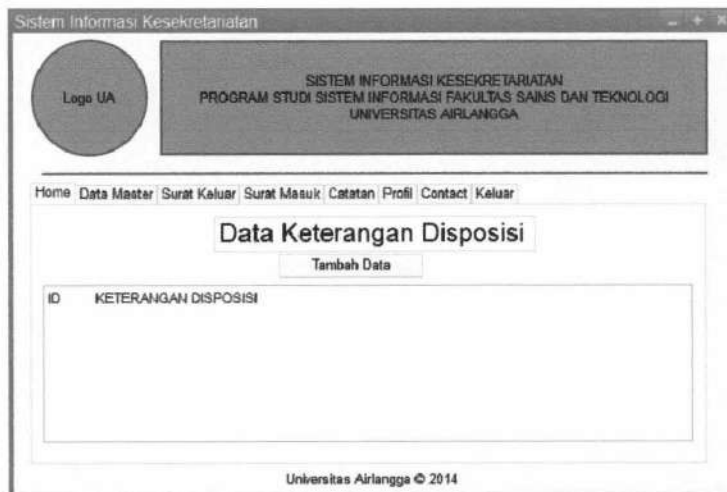 Sistem Informasi Kesekretariatan
Logo UA
SISTEM INFORMASI KESEKRETARIATAN
PROGRAM STUDI SISTEM INFORMASI FAKULTAS SAINS DAN TEKNOLOGI
UNIVERSITAS AIRLANGGA
Home Data Master Surat Keluar Surat Masuk Catatan Profil Contact Keluar
Data Keterangan Disposisi
Tambah Data
ID KETERANGAN DISPOSISI
Universitas Airlangga © 2014